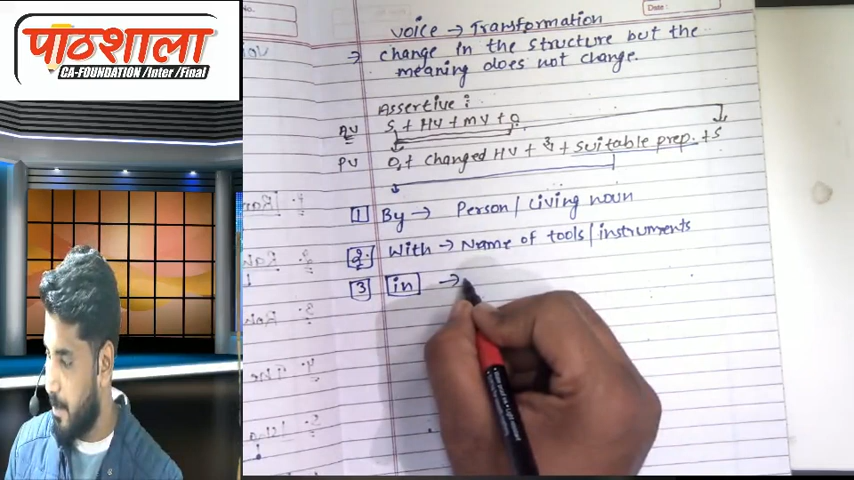 पाठशाला
CA-FOUNDATION/Inter/Final
Date:
Voice → Transformation
→ change in the structure but the
meaning does not change.
Assertive :
AV S + HV + MV + O
PV O + changed HV + V3 + suitable prep. + S
1 By → Person / Living noun
2. With → Name of tools / instruments
3 in →